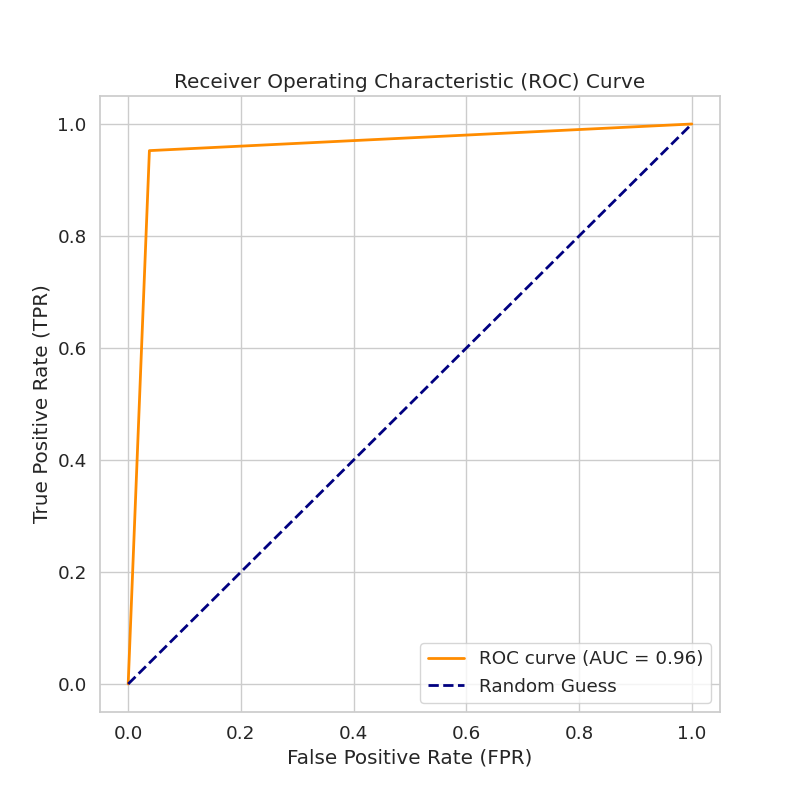 Receiver Operating Characteristic (ROC) Curve
1.0
0.8
0.6
0.4
0.2
0.0
True Positive Rate (TPR)
ROC curve (AUC = 0.96)
Random Guess
0.0 0.2 0.4 0.6 0.8 1.0
False Positive Rate (FPR)